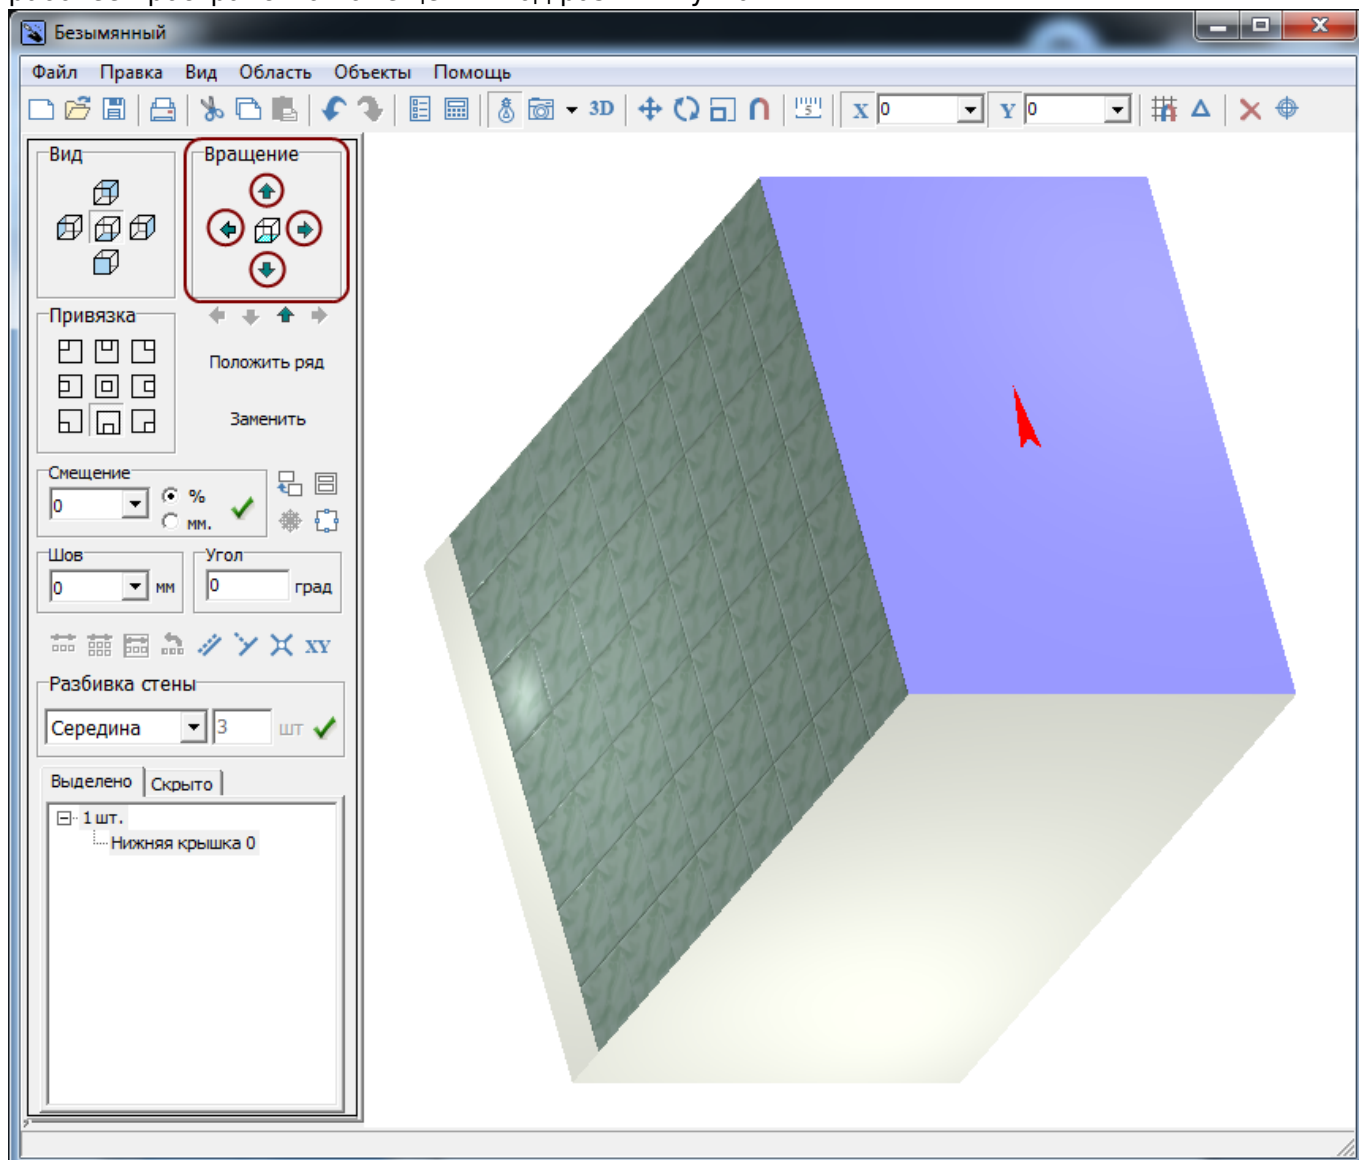 Безымянный
Файл Правка Вид Область Объекты Помощь
3D 5 X 0 Y 0
Вид Вращение
Привязка
Положить ряд
Заменить
Смещение
0 %
мм.
Шов Угол
0 мм 0 град
XY
Разбивка стены
Середина 3 шт
Выделено Скрыто
1 шт.
Нижняя крышка 0